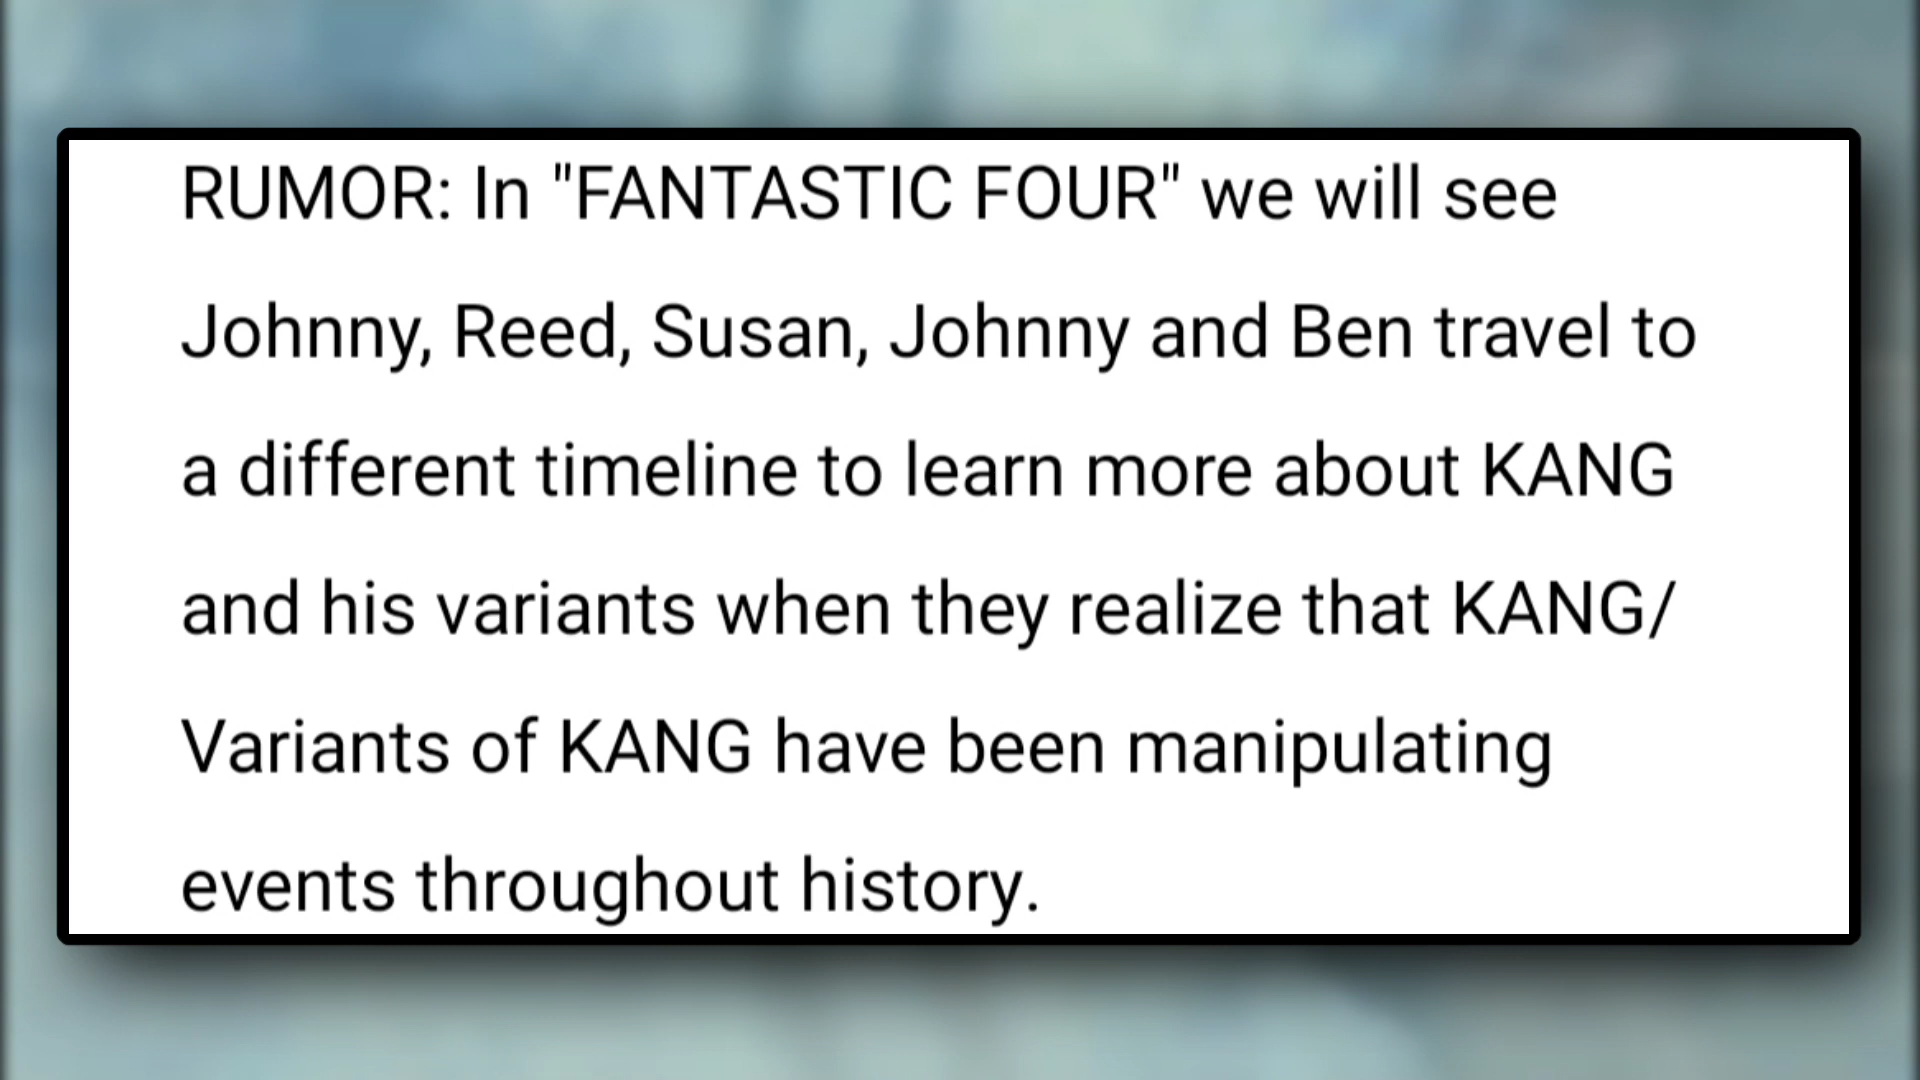 RUMOR: In "FANTASTIC FOUR" we will see
Johnny, Reed, Susan, Johnny and Ben travel to
a different timeline to learn more about KANG
and his variants when they realize that KANG/
Variants of KANG have been manipulating
events throughout history.